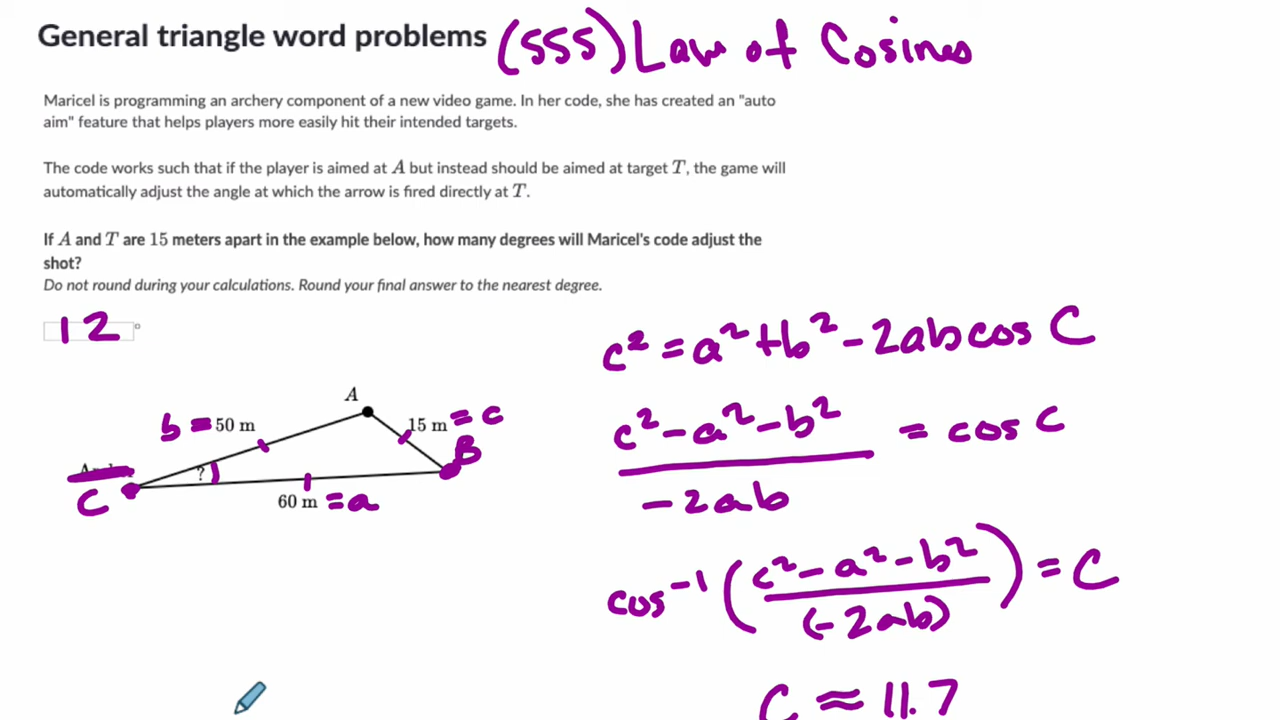 General triangle word problems (SSS) Law of Cosines
Maricel is programming an archery component of a new video game. In her code, she has created an "auto
aim" feature that helps players more easily hit their intended targets.
The code works such that if the player is aimed at A but instead should be aimed at target T, the game will
automatically adjust the angle at which the arrow is fired directly at T.
If A and T are 15 meters apart in the example below, how many degrees will Maricel's code adjust the
shot?
Do not round during your calculations. Round your final answer to the nearest degree.
12°
c² = a² + b² - 2ab cos C
A
b = 50 m
15 m = c
B
c² - a² - b²
= cos C
-2ab
?
C
60 m = a
cos⁻¹ (c² - a² - b²) = C
(-2ab)
C ≈ 11.7